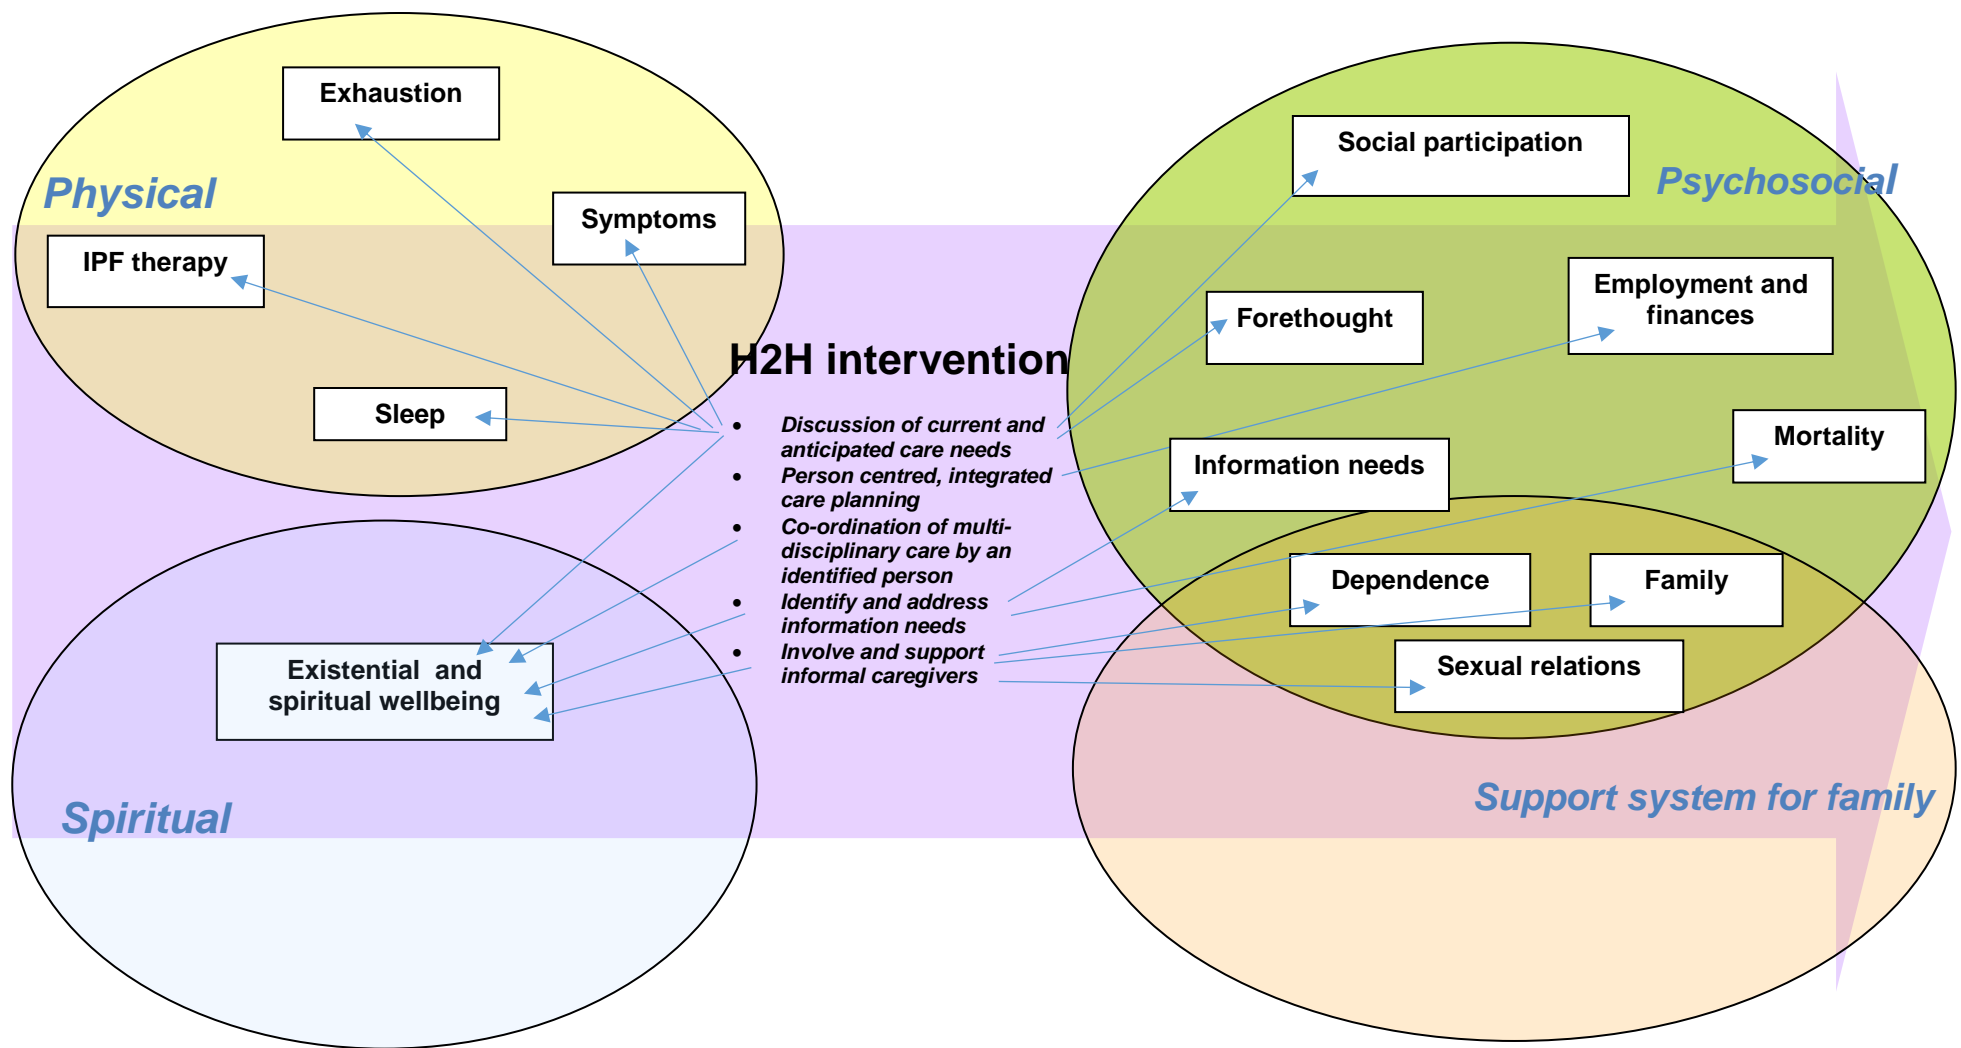 Exhaustion
Physical
Symptoms
IPF therapy
Sleep
Social participation
Psychosocial
Employment and
finances
Forethought
Mortality
Information needs
H2H intervention
• Discussion of current and
anticipated care needs
• Person centred, integrated
care planning
• Co-ordination of multi-
disciplinary care by an
identified person
• Identify and address
information needs
• Involve and support
informal caregivers
Dependence
Family
Sexual relations
Existential and
spiritual wellbeing
Spiritual
Support system for family